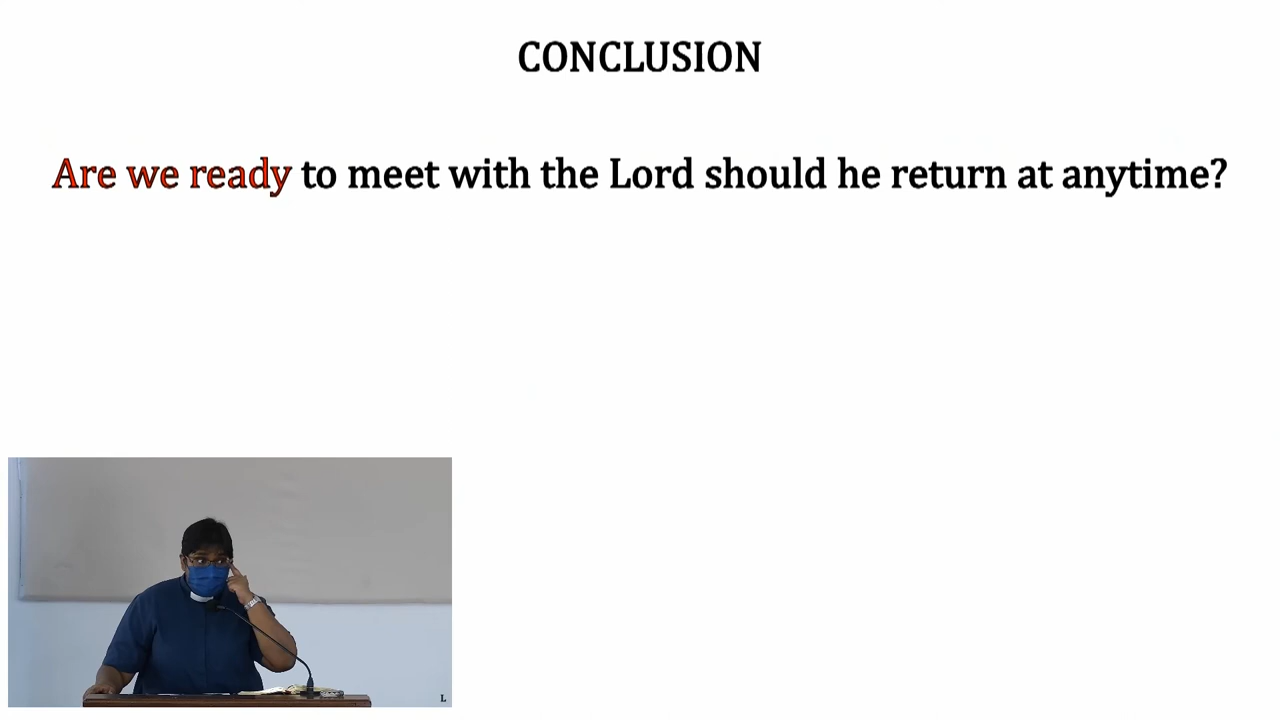 CONCLUSION
Are we ready to meet with the Lord should he return at anytime?
L